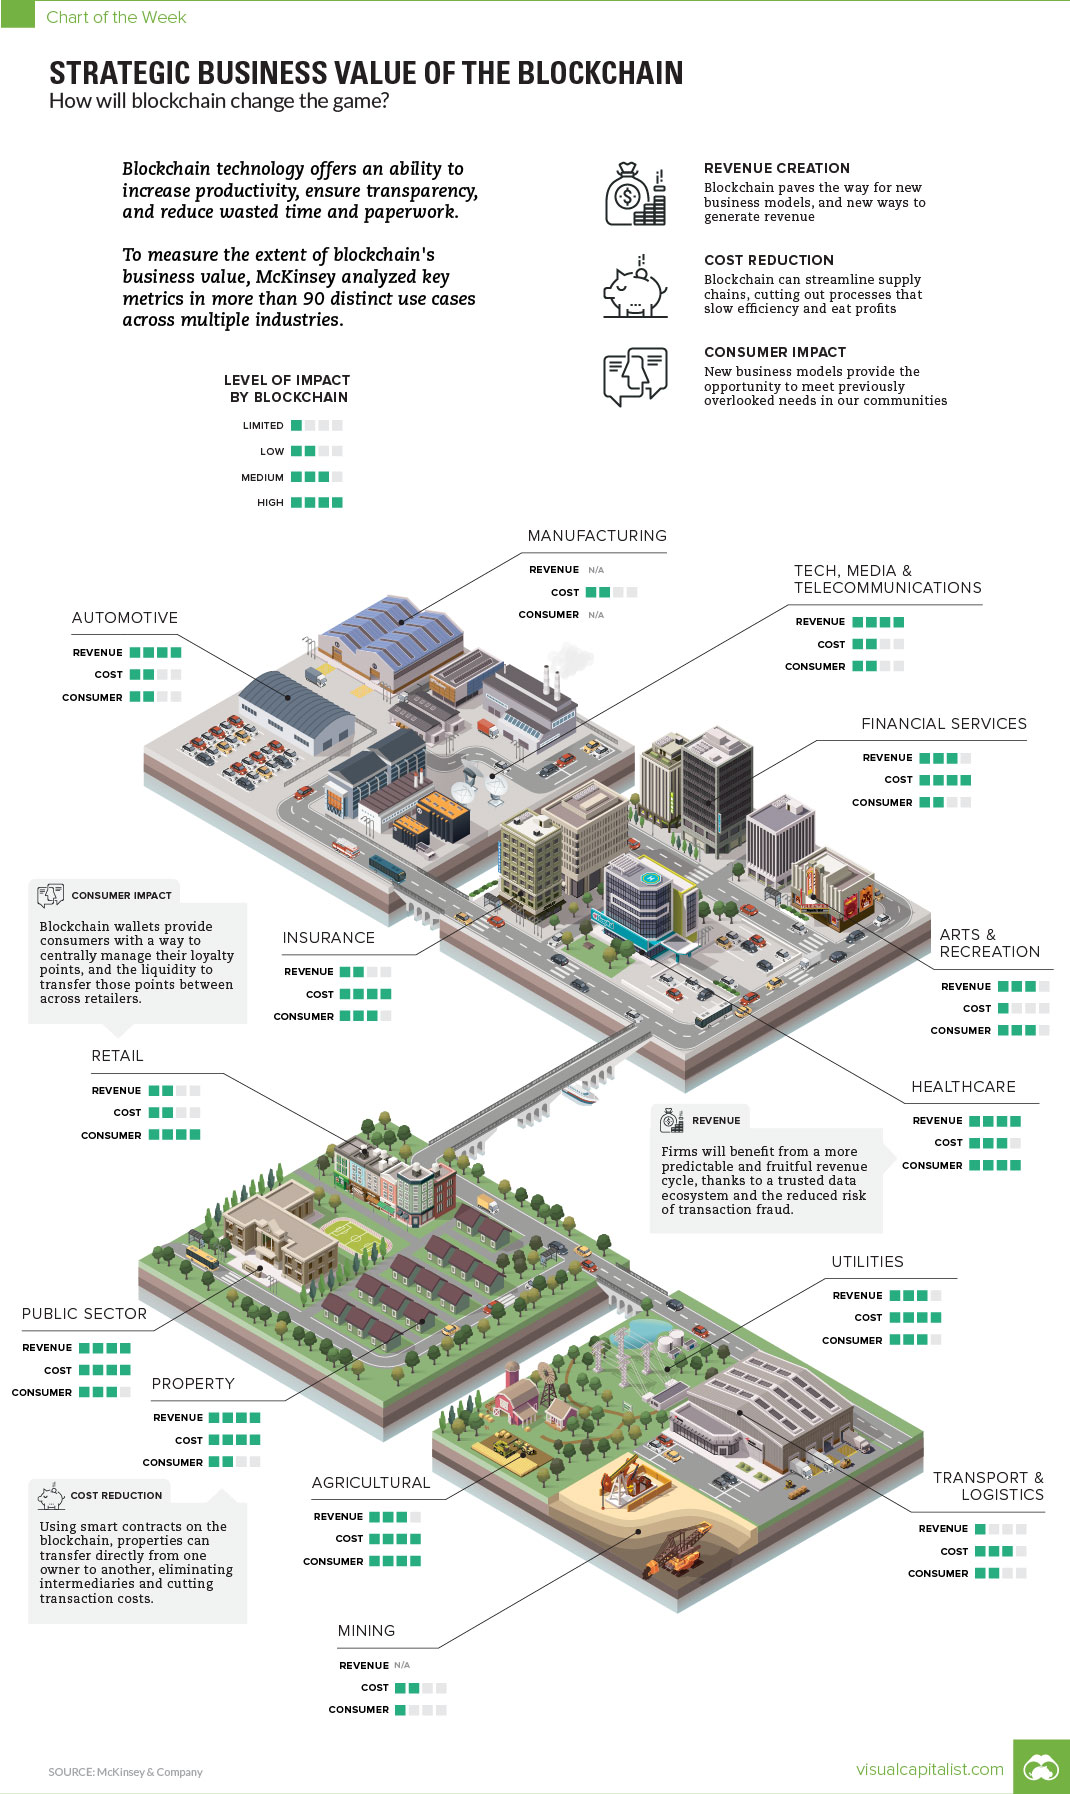 Chart of the Week
STRATEGIC BUSINESS VALUE OF THE BLOCKCHAIN
How will blockchain change the game?
Blockchain technology offers an ability to
increase productivity, ensure transparency,
and reduce wasted time and paperwork.
To measure the extent of blockchain's
business value, McKinsey analyzed key
metrics in more than 90 distinct use cases
across multiple industries.
REVENUE CREATION
Blockchain paves the way for new
business models, and new ways to
generate revenue
COST REDUCTION
Blockchain can streamline supply
chains, cutting out processes that
slow efficiency and eat profits
CONSUMER IMPACT
New business models provide the
opportunity to meet previously
overlooked needs in our communities
LEVEL OF IMPACT
BY BLOCKCHAIN
LIMITED
LOW
MEDIUM
HIGH
MANUFACTURING
REVENUE N/A
COST
CONSUMER N/A
TECH, MEDIA &
TELECOMMUNICATIONS
REVENUE
COST
CONSUMER
AUTOMOTIVE
REVENUE
COST
CONSUMER
FINANCIAL SERVICES
REVENUE
COST
CONSUMER
CONSUMER IMPACT
Blockchain wallets provide
consumers with a way to
centrally manage their loyalty
points, and the liquidity to
transfer those points between
across retailers.
INSURANCE
REVENUE
COST
CONSUMER
ARTS &
RECREATION
REVENUE
COST
CONSUMER
RETAIL
REVENUE
COST
CONSUMER
HEALTHCARE
REVENUE
COST
CONSUMER
REVENUE
Firms will benefit from a more
predictable and fruitful revenue
cycle, thanks to a trusted data
ecosystem and the reduced risk
of transaction fraud.
UTILITIES
REVENUE
COST
CONSUMER
PUBLIC SECTOR
REVENUE
COST
CONSUMER
PROPERTY
REVENUE
COST
CONSUMER
COST REDUCTION
Using smart contracts on the
blockchain, properties can
transfer directly from one
owner to another, eliminating
intermediaries and cutting
transaction costs.
AGRICULTURAL
REVENUE
COST
CONSUMER
TRANSPORT &
LOGISTICS
REVENUE
COST
CONSUMER
MINING
REVENUE N/A
COST
CONSUMER
SOURCE: McKinsey & Company
visualcapitalist.com